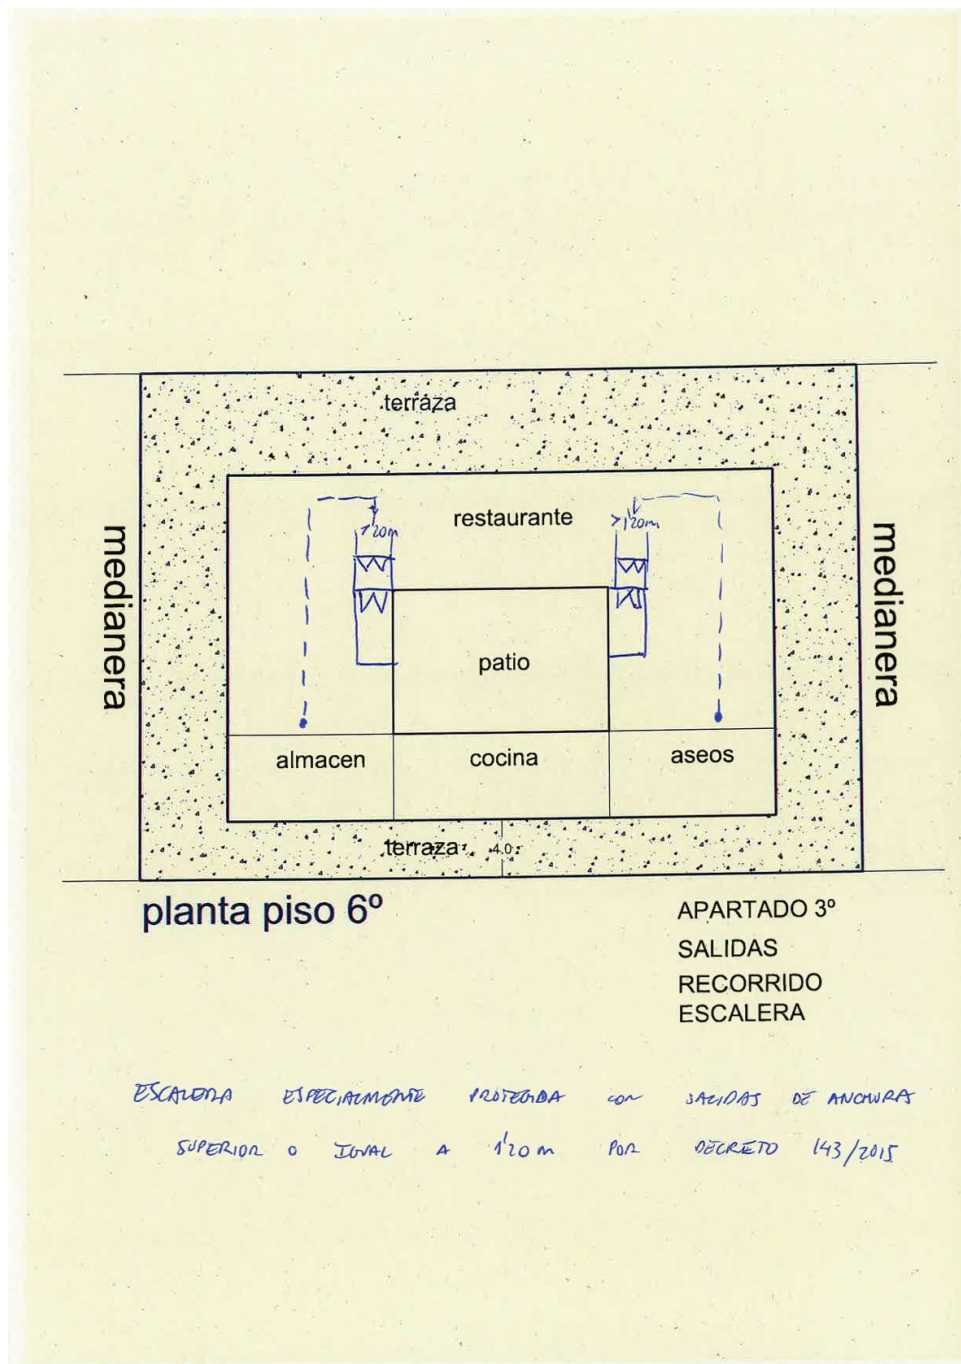 terraza
medianera
restaurante
1'20m
>1'20m
medianera
patio
almacen
cocina
aseos
terraza
4.0
planta piso 6º
APARTADO 3º
SALIDAS
RECORRIDO
ESCALERA
ESCALERA ESPECIALMENTE PROTEGIDA CON SALIDAS DE ANCHURA
SUPERIOR O IGUAL A 1'20m POR DECRETO 143/2015